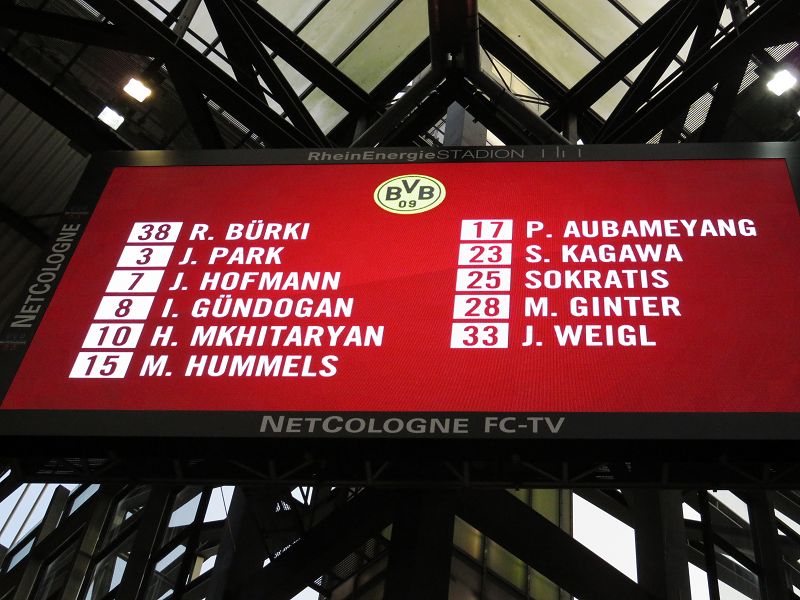 RheinEnergieSTADION
BVB
09
38 R. BÜRKI
3 J. PARK
7 J. HOFMANN
8 I. GÜNDOGAN
10 H. MKHITARYAN
15 M. HUMMELS
17 P. AUBAMEYANG
23 S. KAGAWA
25 SOKRATIS
28 M. GINTER
33 J. WEIGL
NETCOLOGNE
NETCOLOGNE FC-TV